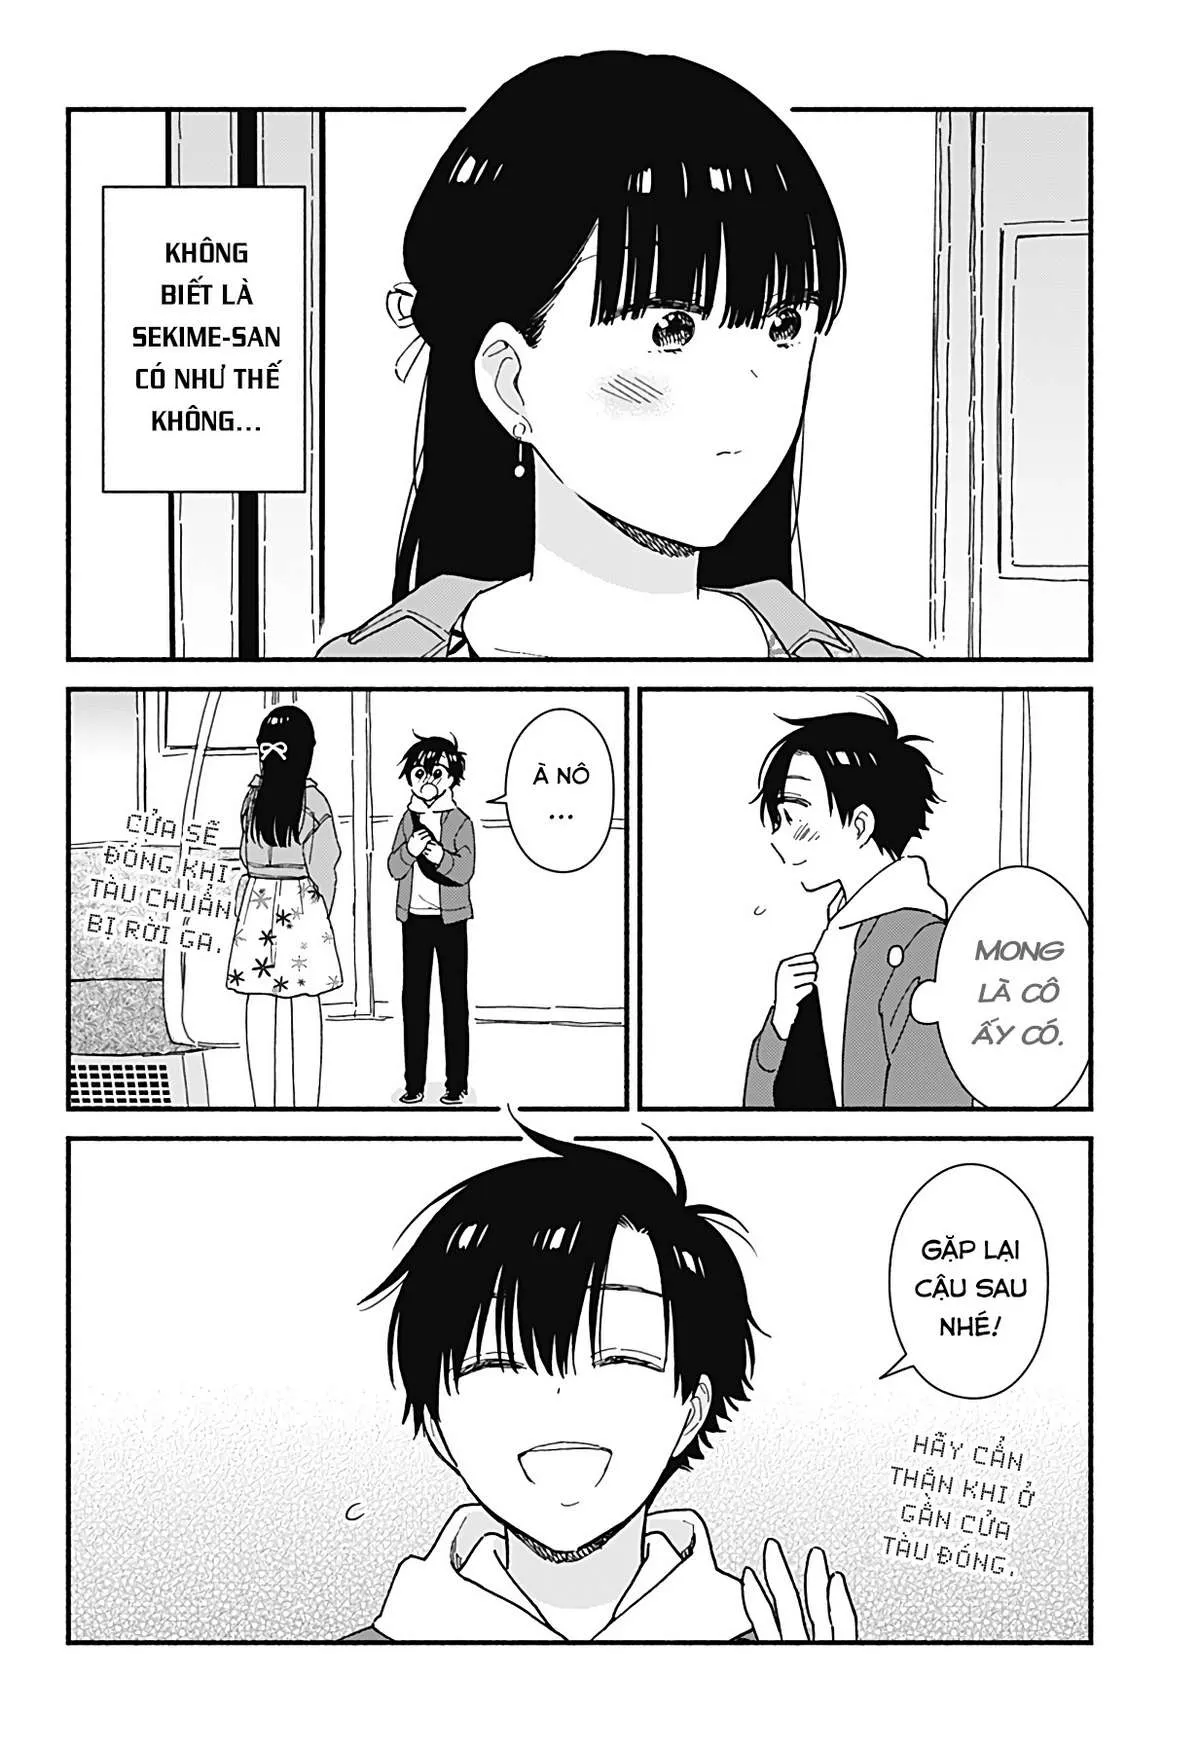 KHÔNG
BIẾT LÀ
SEKIME-SAN
CÓ NHƯ THẾ
KHÔNG...
MONG
LÀ CÔ
ẤY CÓ.
À NÔ
...
CỬA SẼ
ĐÓNG KHI
TÀU CHUẨN
BỊ RỜI GA.
GẶP LẠI
CẬU SAU
NHÉ!
HÃY CẨN
THẬN KHI Ở
GẦN CỬA
TÀU ĐÓNG.